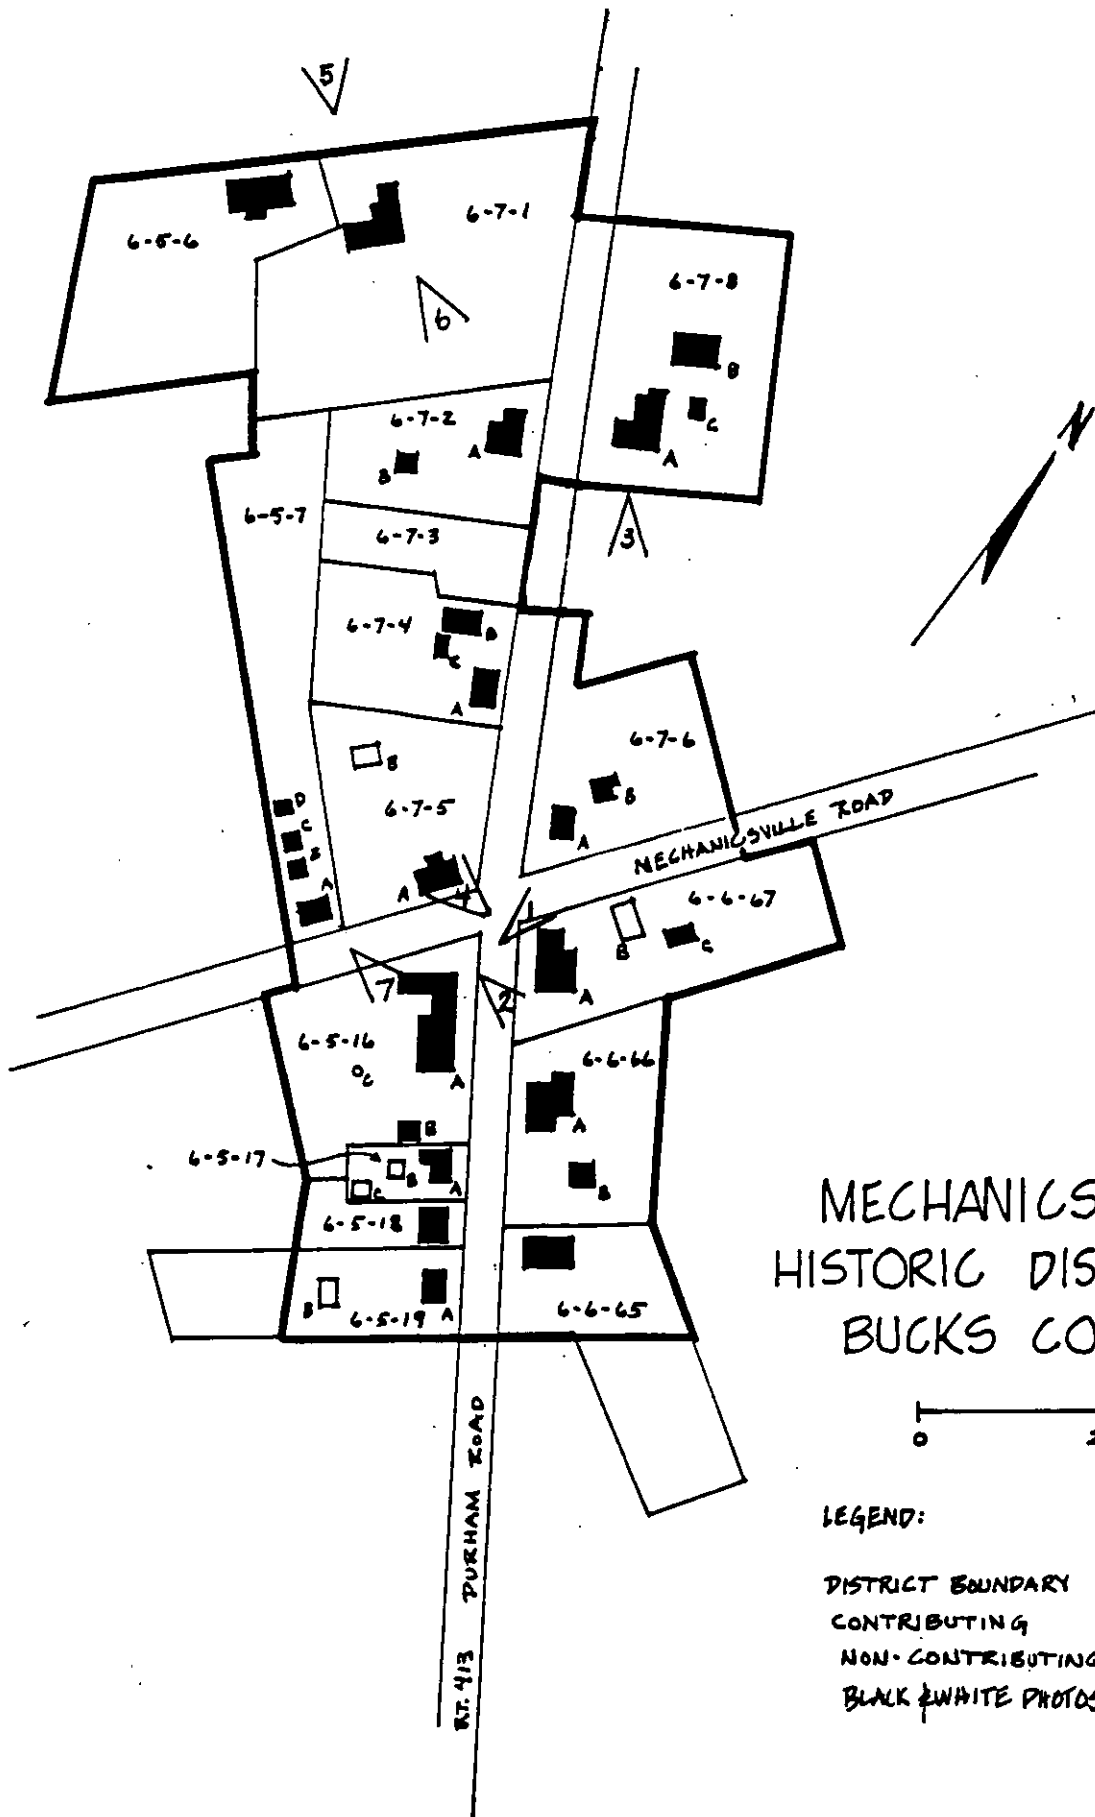 5
6-5-6
6-7-1
6
6-7-8
B
C
A
6-7-2
A
B
6-5-7
6-7-3
3
N
6-7-4
B
C
A
6-7-6
B
6-7-5
B
A
D
C
B
A
A
4
MECHANICSVILLE ROAD
1
6-6-67
B
C
A
7
2
6-5-16
C
A
6-6-66
A
B
6-5-17
B
A
C
B
6-5-18
B
6-5-19
A
6-6-65
MECHANICS
HISTORIC DIS
BUCKS CO
0
2
RT. 413 DURHAM ROAD
LEGEND:
DISTRICT BOUNDARY
CONTRIBUTING
NON-CONTRIBUTING
BLACK & WHITE PHOTOS